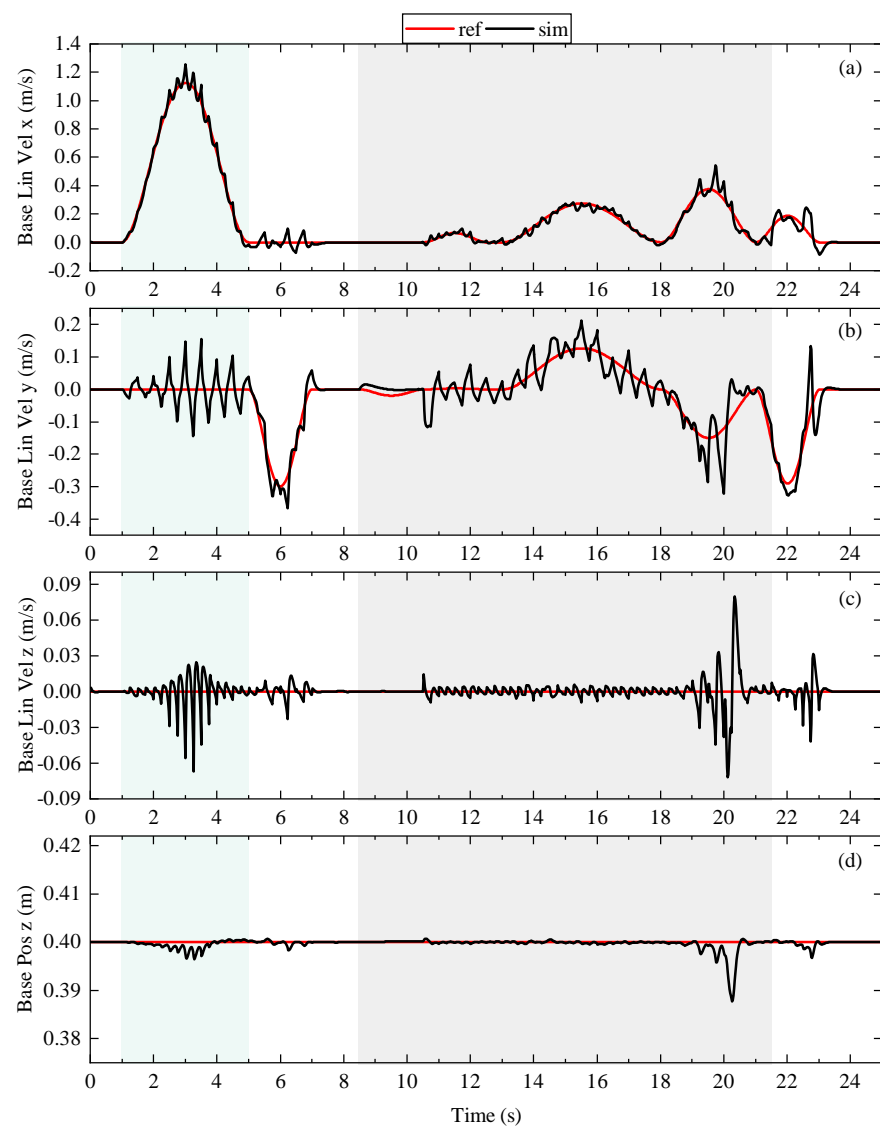 ref sim
(a)
Base Lin Vel x (m/s)
1.4
1.2
1.0
0.8
0.6
0.4
0.2
0.0
-0.2
0 2 4 6 8 10 12 14 16 18 20 22 24
(b)
Base Lin Vel y (m/s)
0.2
0.1
0.0
-0.1
-0.2
-0.3
-0.4
0 2 4 6 8 10 12 14 16 18 20 22 24
(c)
Base Lin Vel z (m/s)
0.09
0.06
0.03
0.00
-0.03
-0.06
-0.09
0 2 4 6 8 10 12 14 16 18 20 22 24
(d)
Base Pos z (m)
0.42
0.41
0.40
0.39
0.38
0 2 4 6 8 10 12 14 16 18 20 22 24
Time (s)